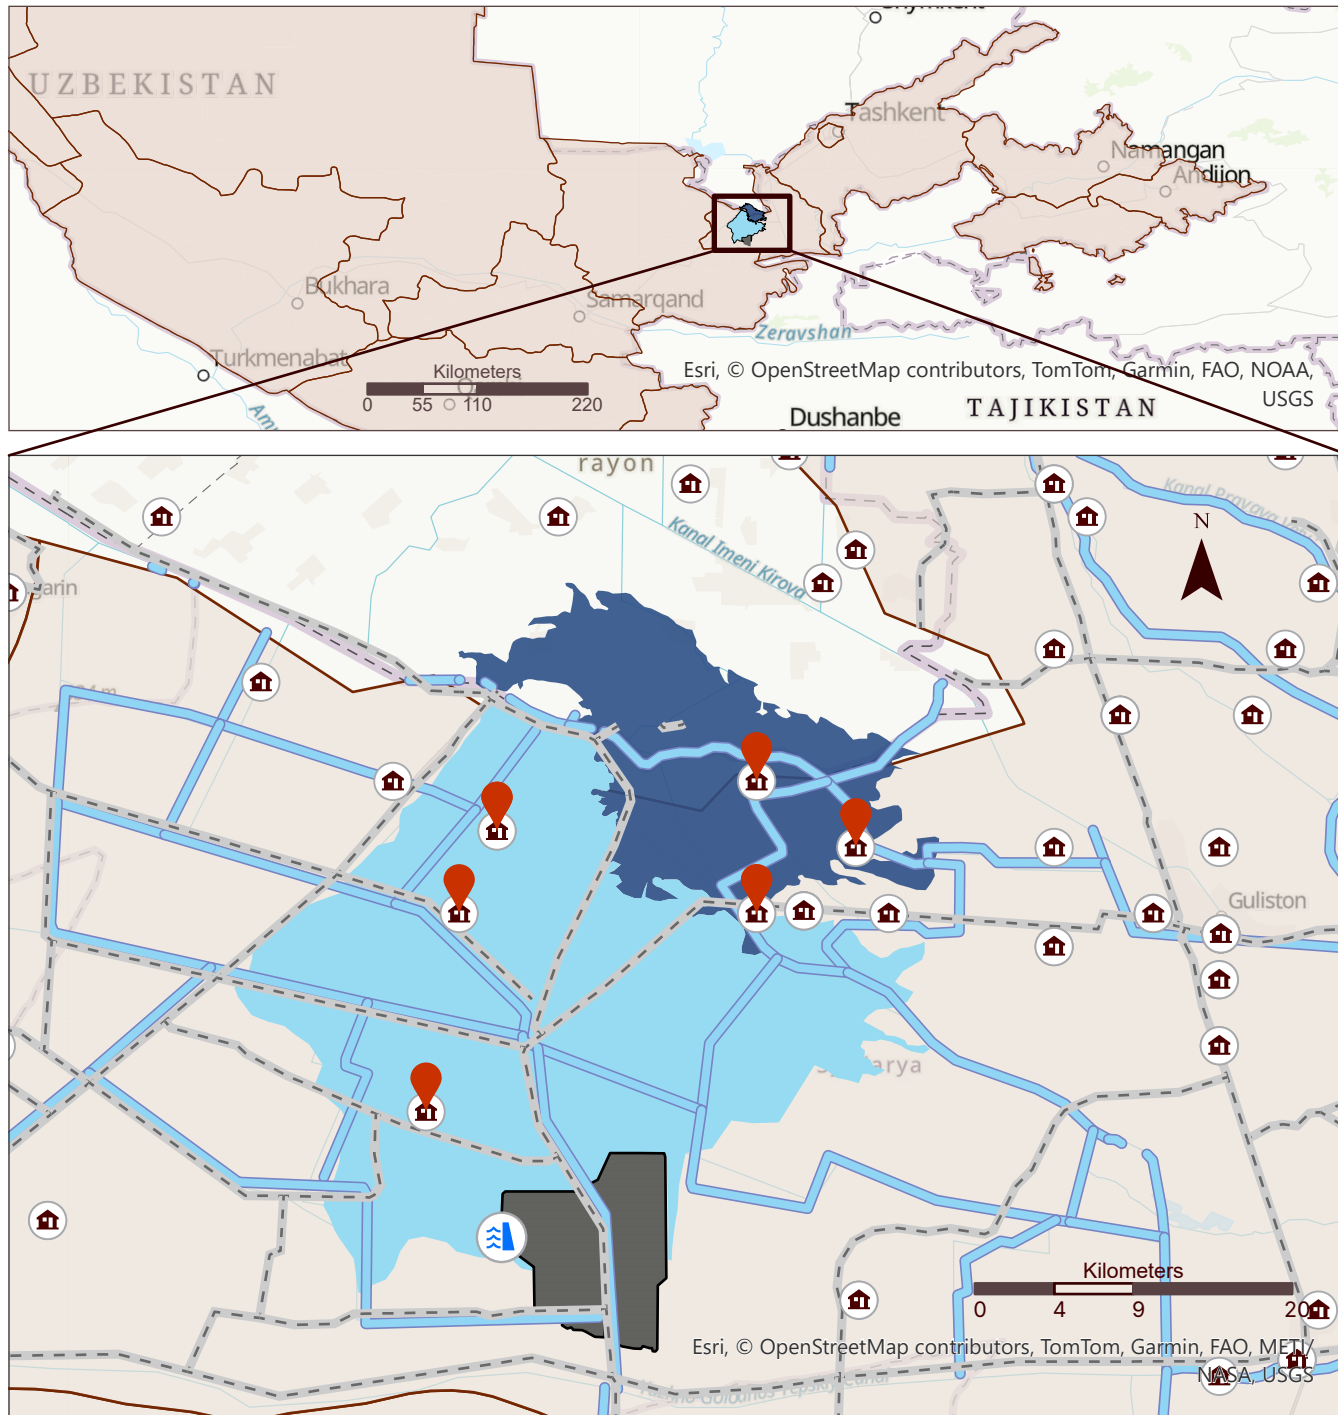 UZBEKISTAN
Tashkent
Namangan
Andijon
Bukhara
Samarqand
Zeravshan
Turkmenabat
Kilometers
0 55 110 220
Esri, © OpenStreetMap contributors, TomTom, Garmin, FAO, NOAA,
USGS
TAJIKISTAN
Dushanbe
rayon
Kanal Imeni Kirova
Kanal Pravaya
N
Guliston
Kilometers
0 4 9 20
Esri, © OpenStreetMap contributors, TomTom, Garmin, FAO, METI/
NASA, USGS